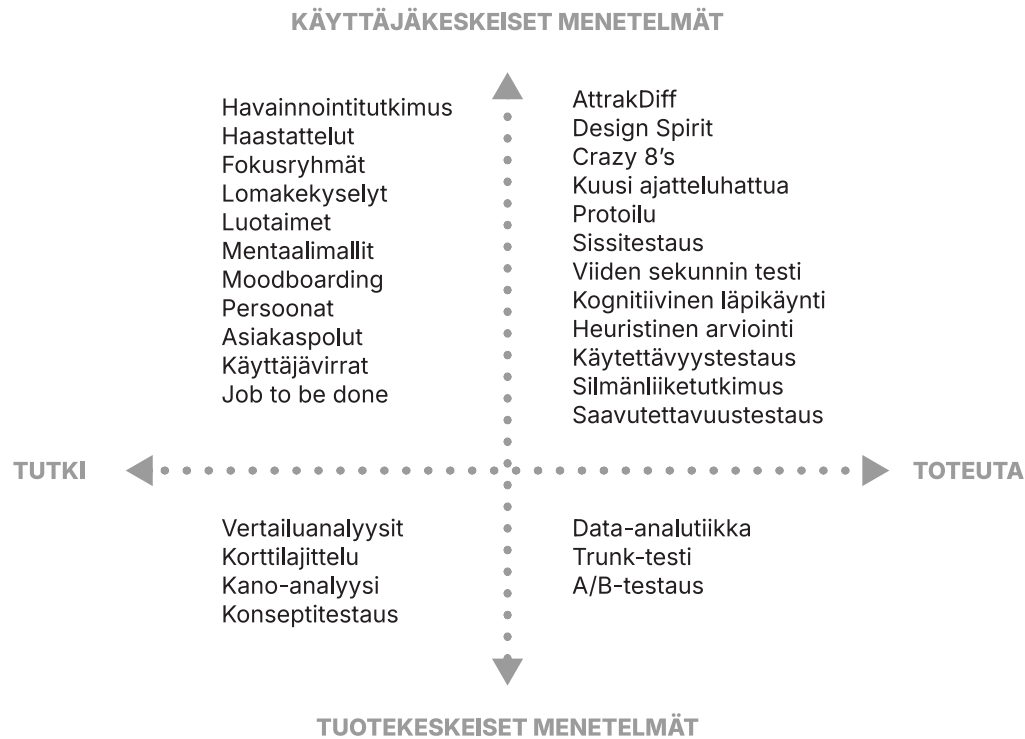 KÄYTTÄJÄKESKEISET MENETELMÄT
Havainnointitutkimus
Haastattelut
Fokusryhmät
Lomakekyselyt
Luotaimet
Mentaalimallit
Moodboarding
Persoonat
Asiakaspolut
Käyttäjävirrat
Job to be done
AttrakDiff
Design Spirit
Crazy 8’s
Kuusi ajatteluhattua
Protoilu
Sissitestaus
Viiden sekunnin testi
Kognitiivinen läpikäynti
Heuristinen arviointi
Käytettävyystestaus
Silmänliiketutkimus
Saavutettavuustestaus
TUTKI
TOTEUTA
Vertailuanalyysit
Korttilajittelu
Kano-analyysi
Konseptitestaus
Data-analutiikka
Trunk-testi
A/B-testaus
TUOTEKESKEISET MENETELMÄT